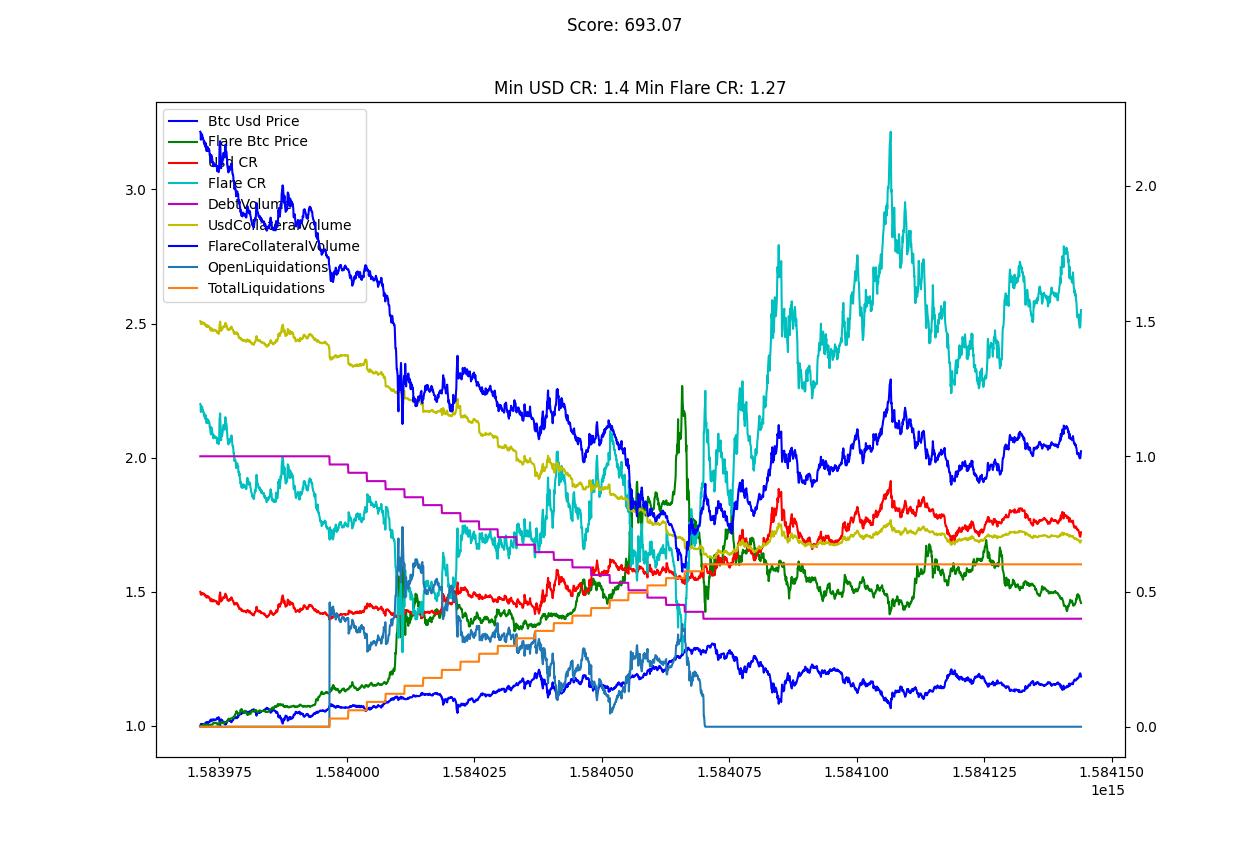 Score: 693.07
Min USD CR: 1.4 Min Flare CR: 1.27
Btc Usd Price
Flare Btc Price
Usd CR
Flare CR
DebtVolume
UsdCollateralVolume
FlareCollateralVolume
OpenLiquidations
TotalLiquidations
3.0
2.5
2.0
1.5
1.0
2.0
1.5
1.0
0.5
0.0
1.583975 1.584000 1.584025 1.584050 1.584075 1.584100 1.584125 1.584150
1e15